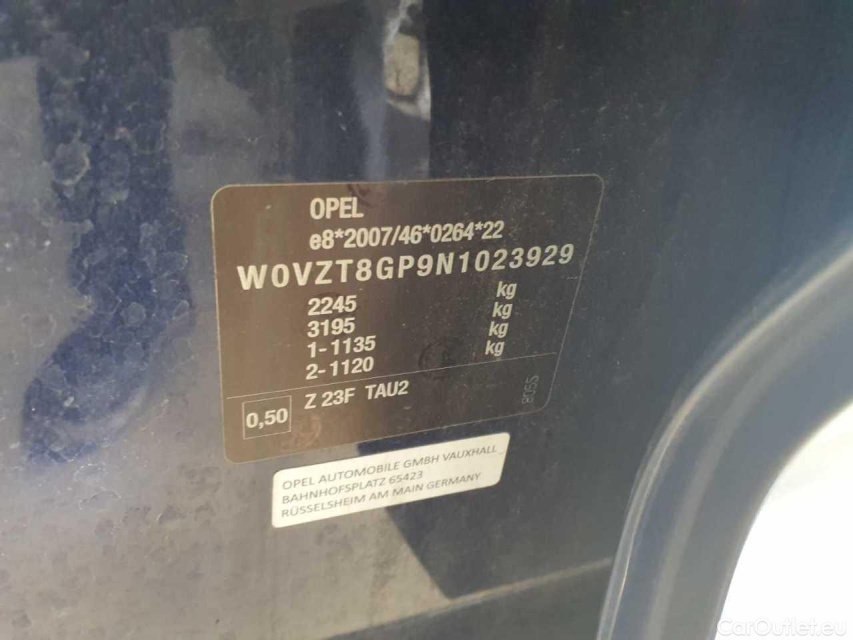 OPEL
e8*2007/46*0264*22
W0VZT8GP9N1023929
2245 kg
3195 kg
1-1135 kg
2-1120 kg
0,50 Z 23F TAU2
OPEL AUTOMOBILE GMBH VAUXHALL
BAHNHOFSPLATZ 65423
RÜSSELSHEIM AM MAIN GERMANY
CarOutlet.eu